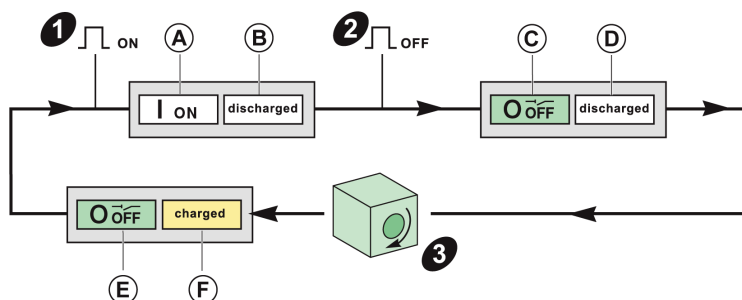 1 ON A B 2 OFF C D
I ON discharged O OFF discharged
O OFF charged
3
E F